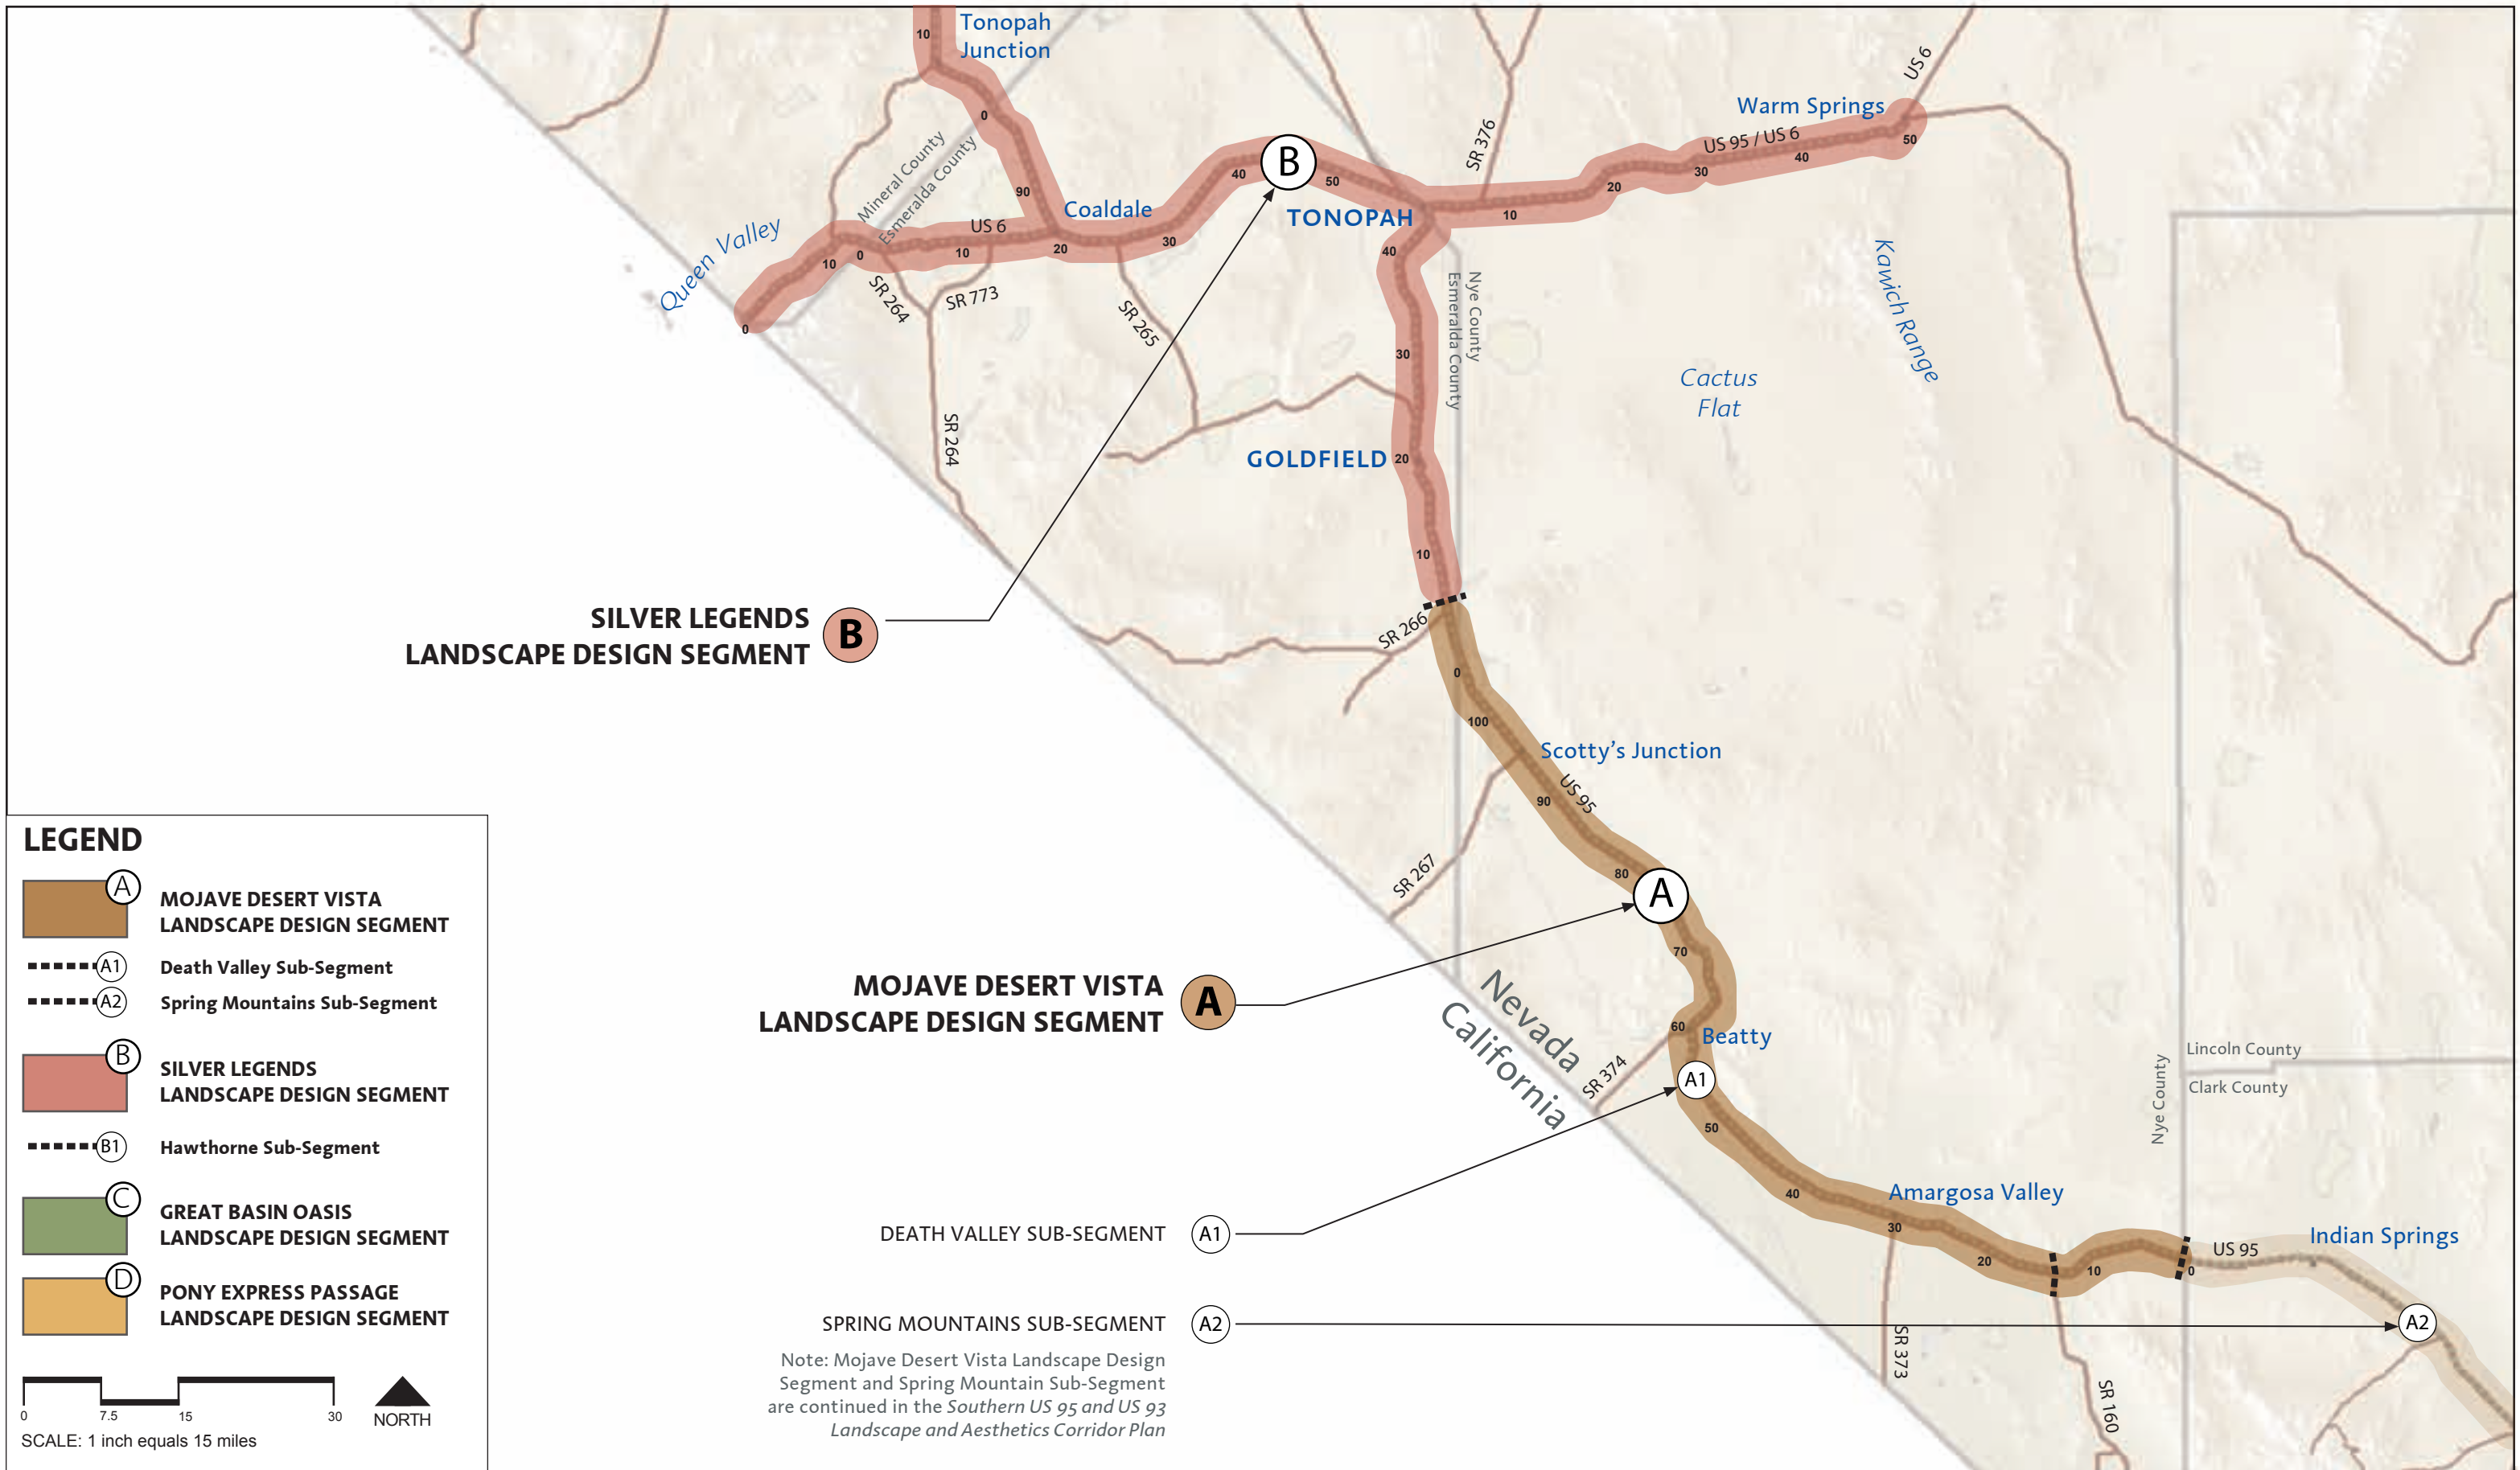 10
Tonopah
Junction
0
Mineral County
Esmeralda County
90
US 6
Coaldale
Queen Valley
0
10
0
10
20
30
40
B
50
TONOPAH
SR 376
10
20
30
US 95 / US 6
40
Warm Springs
50
US 6
SR 264
SR 773
SR 265
SR 264
40
Nye County
Esmeralda County
30
Cactus
Flat
Kawich Range
GOLDFIELD
20
10
SILVER LEGENDS
LANDSCAPE DESIGN SEGMENT
B
SR 266
0
100
Scotty's Junction
US 95
90
80
SR 267
A
70
MOJAVE DESERT VISTA
LANDSCAPE DESIGN SEGMENT
A
Nevada
California
60
Beatty
SR 374
A1
50
Lincoln County
Clark County
Nye County
40
Amargosa Valley
30
20
10
0
US 95
Indian Springs
A2
SR 373
SR 160
DEATH VALLEY SUB-SEGMENT
A1
SPRING MOUNTAINS SUB-SEGMENT
A2
Note: Mojave Desert Vista Landscape Design
Segment and Spring Mountain Sub-Segment
are continued in the Southern US 95 and US 93
Landscape and Aesthetics Corridor Plan
LEGEND
A
MOJAVE DESERT VISTA
LANDSCAPE DESIGN SEGMENT
A1
Death Valley Sub-Segment
A2
Spring Mountains Sub-Segment
B
SILVER LEGENDS
LANDSCAPE DESIGN SEGMENT
B1
Hawthorne Sub-Segment
C
GREAT BASIN OASIS
LANDSCAPE DESIGN SEGMENT
D
PONY EXPRESS PASSAGE
LANDSCAPE DESIGN SEGMENT
0 7.5 15 30
NORTH
SCALE: 1 inch equals 15 miles